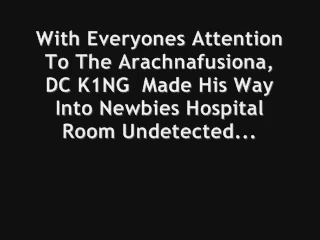 With Everyones Attention
To The Arachnafusiona,
DC K1NG  Made His Way
Into Newbies Hospital
Room Undetected...